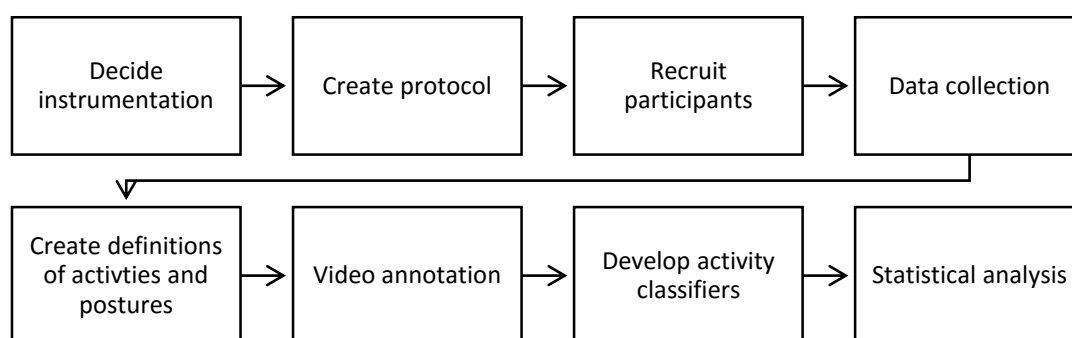 Decide
instrumentation
Create protocol
Recruit
participants
Data collection
Create definitions
of activties and
postures
Video annotation
Develop activity
classifiers
Statistical analysis